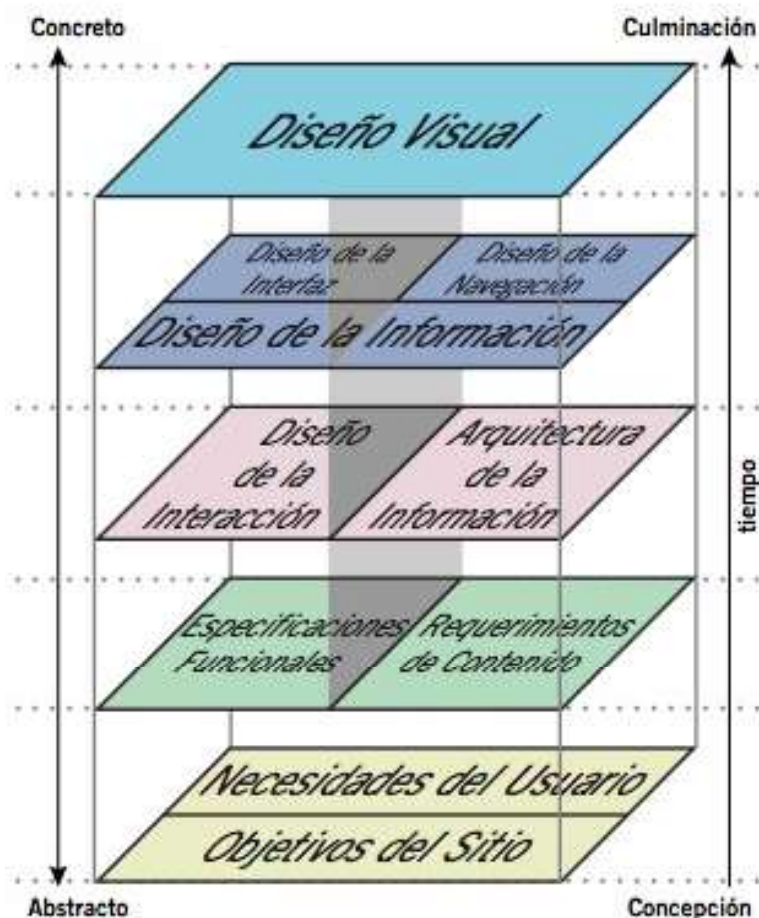 Concreto
Culminación
Diseño Visual
Diseño de la
Interfaz
Diseño de la
Navegación
Diseño de la Información
Diseño
de la
Interacción
Arquitectura
de la
Información
tiempo
Especificaciones
Funcionales
Requerimientos
de Contenido
Necesidades del Usuario
Objetivos del Sitio
Abstracto
Concepción